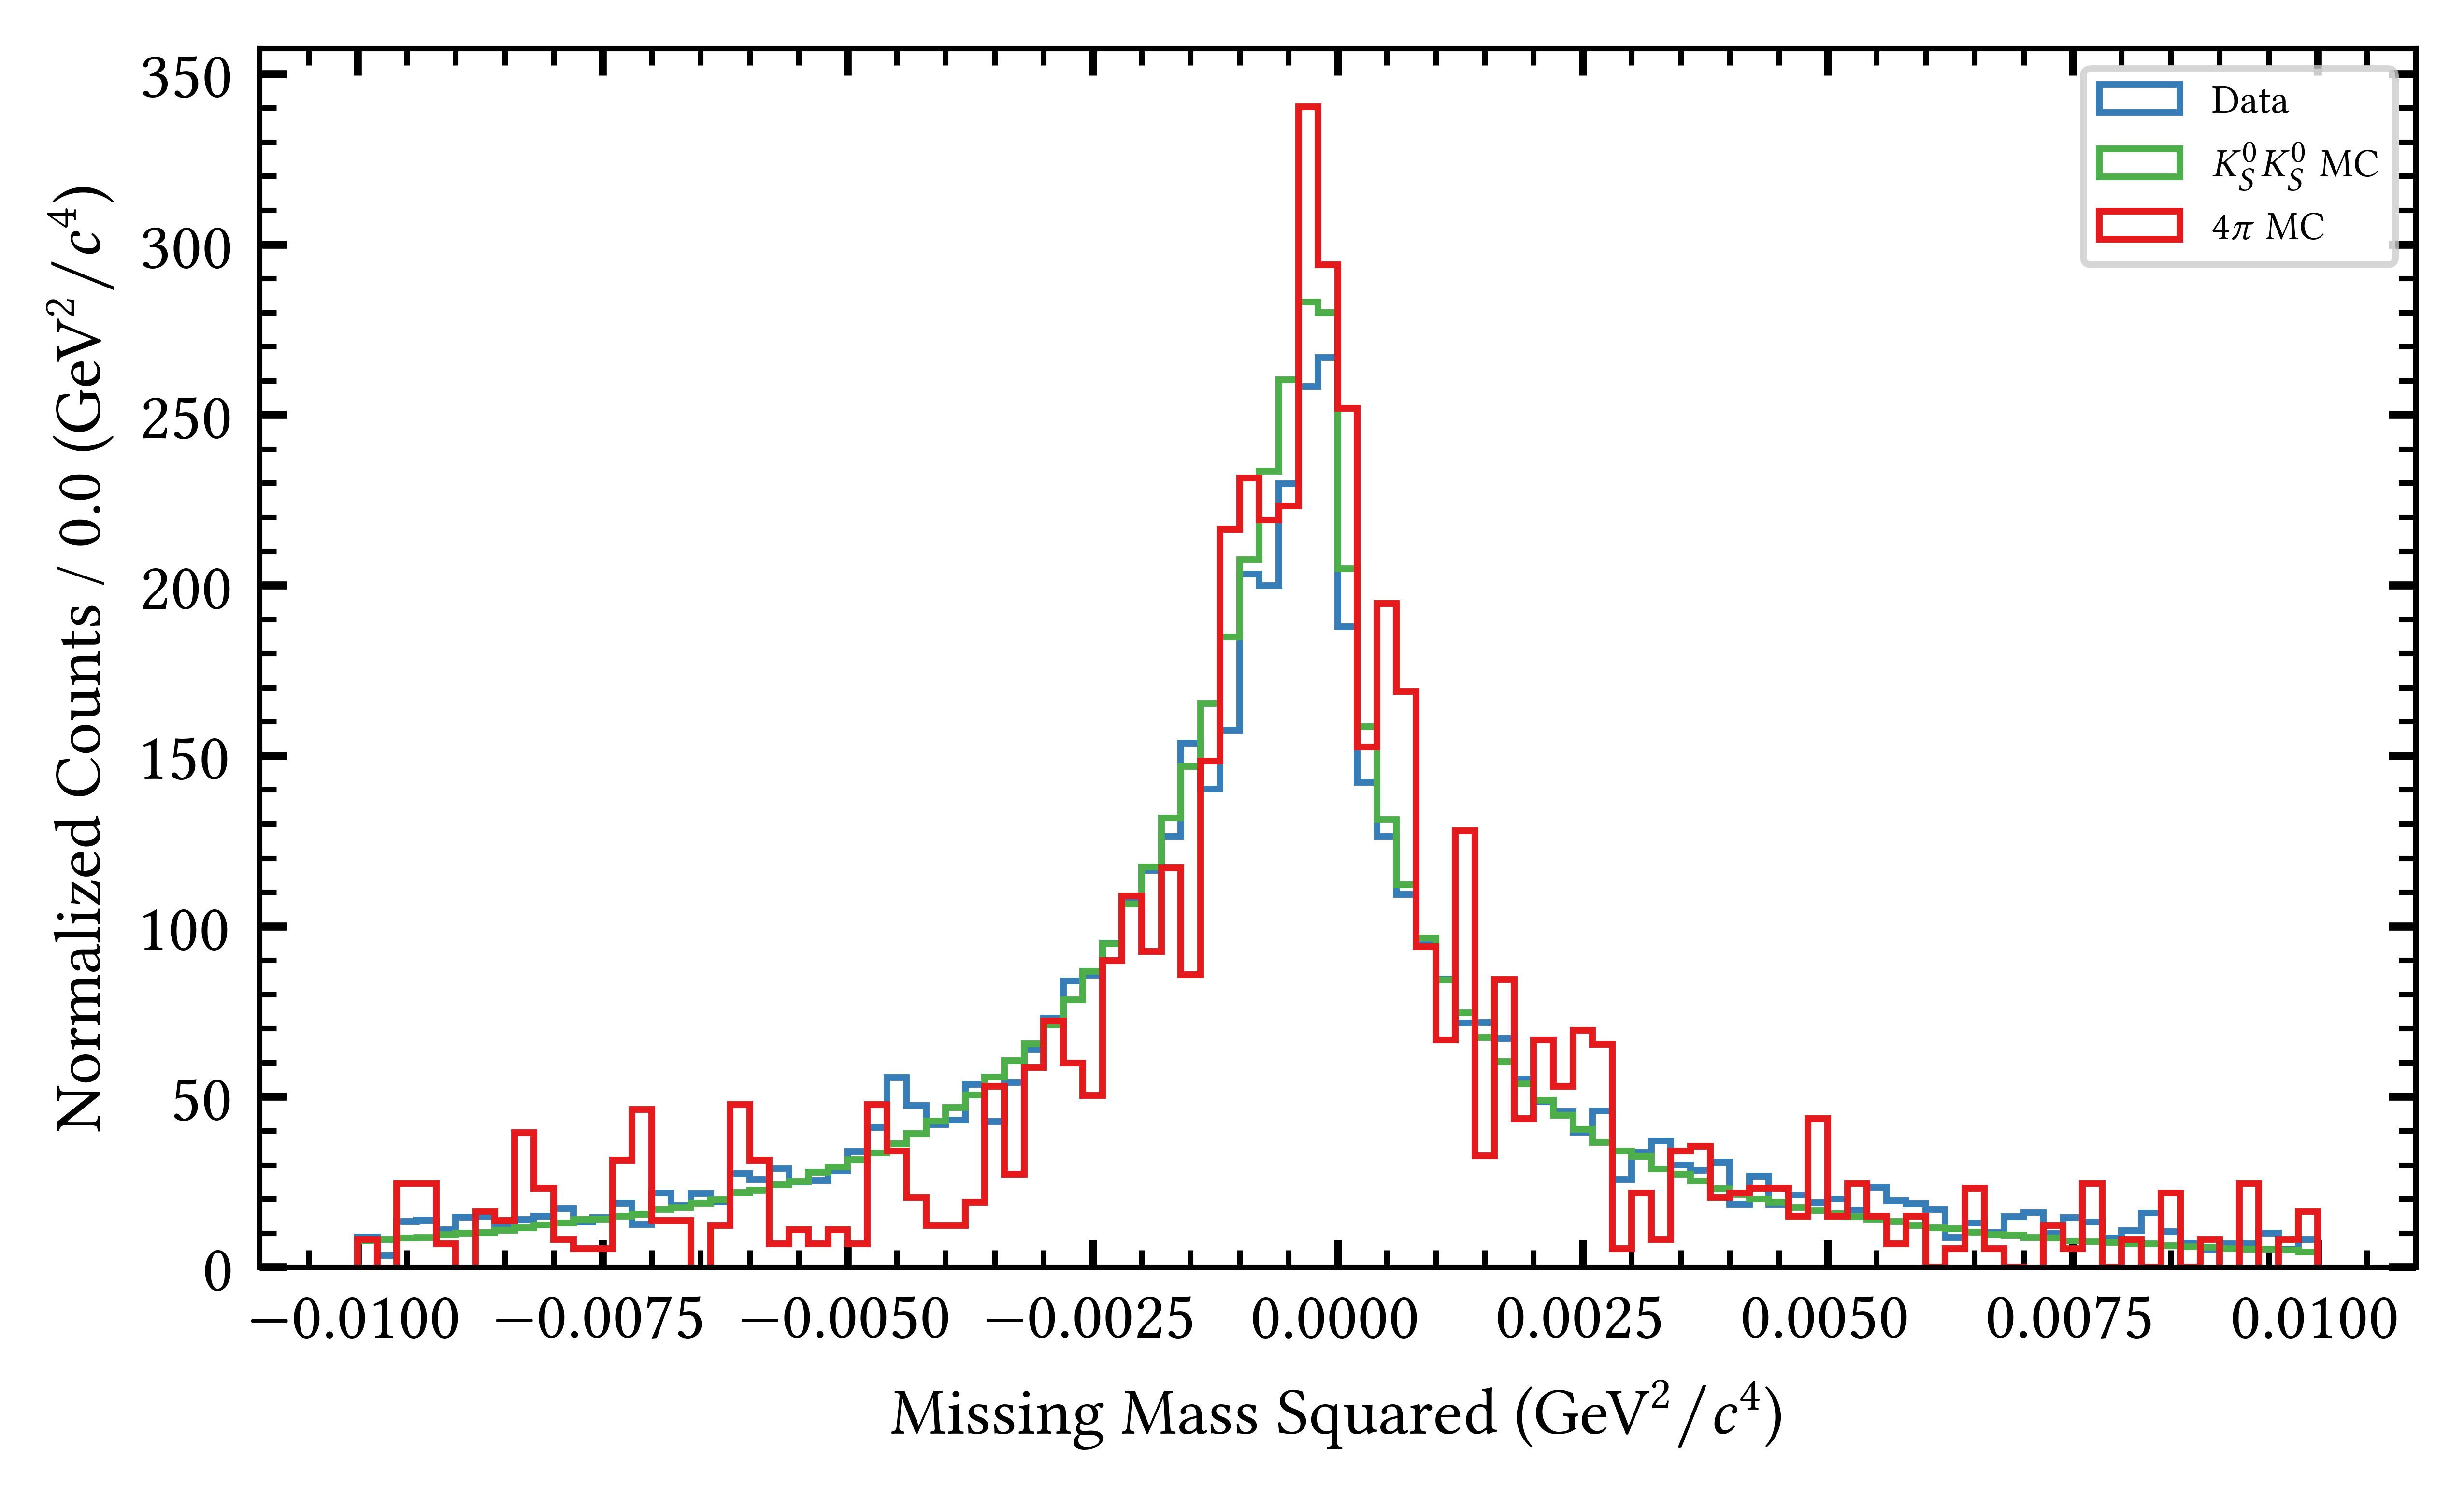 Normalized Counts / 0.0 (GeV²/c⁴)
350
300
250
200
150
100
50
0
Data
K⁰_S K⁰_S MC
4π MC
−0.0100 −0.0075 −0.0050 −0.0025 0.0000 0.0025 0.0050 0.0075 0.0100
Missing Mass Squared (GeV²/c⁴)